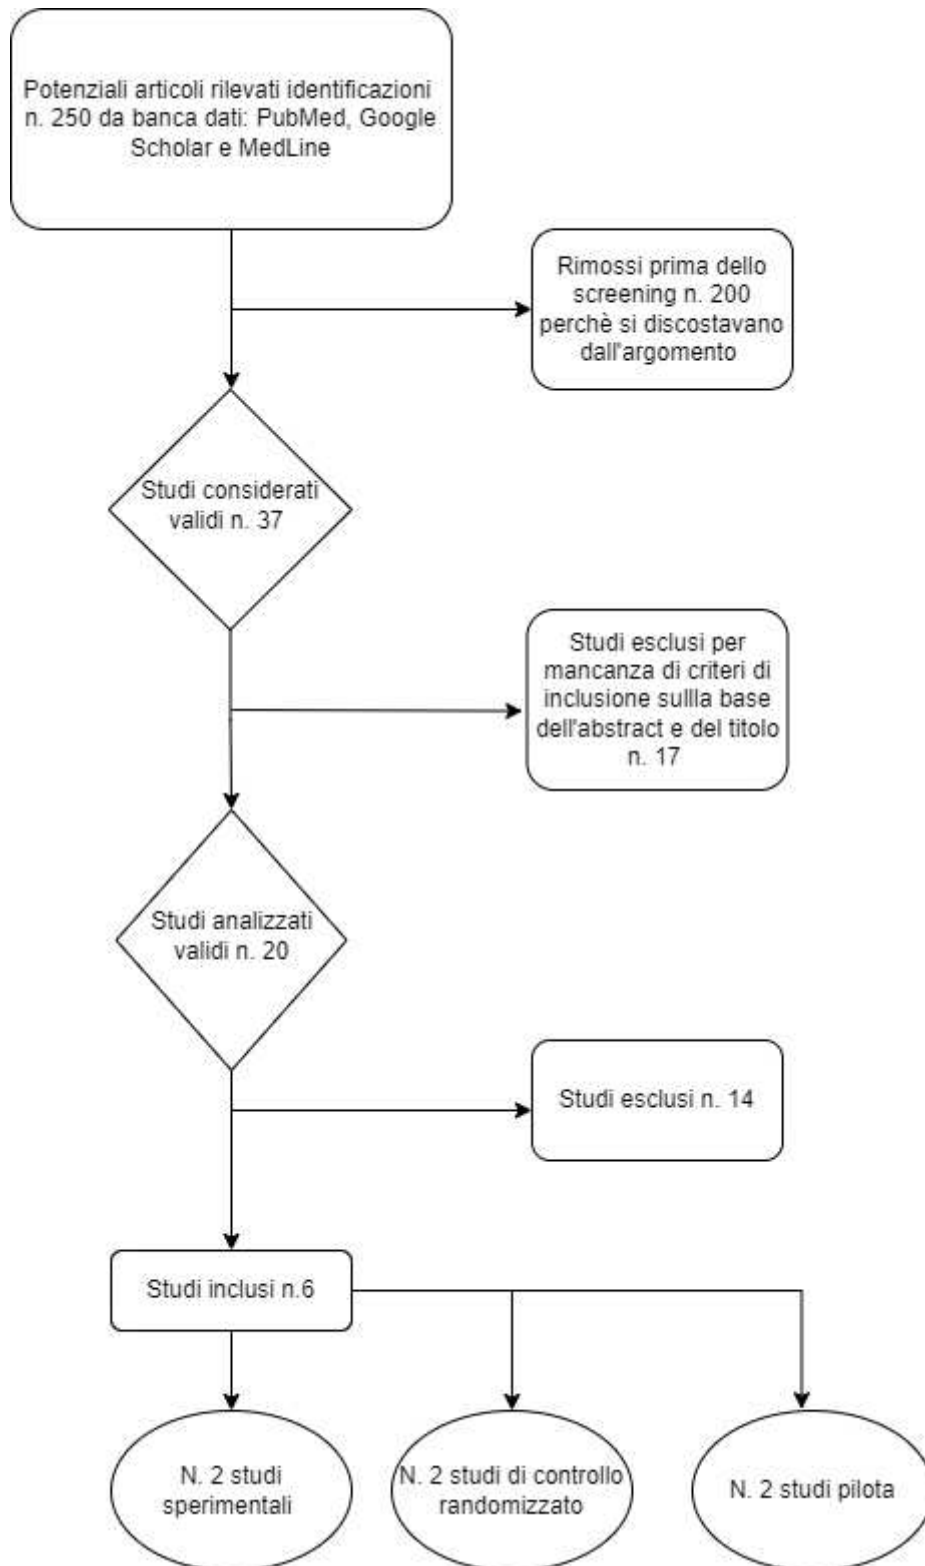 Potenziali articoli rilevati identificazioni
n. 250 da banca dati: PubMed, Google
Scholar e MedLine
Rimossi prima dello
screening n. 200
perchè si discostavano
dall'argomento
Studi considerati
validi n. 37
Studi esclusi per
mancanza di criteri di
inclusione sullla base
dell'abstract e del titolo
n. 17
Studi analizzati
validi n. 20
Studi esclusi n. 14
Studi inclusi n.6
N. 2 studi
sperimentali
N. 2 studi di controllo
randomizzato
N. 2 studi pilota